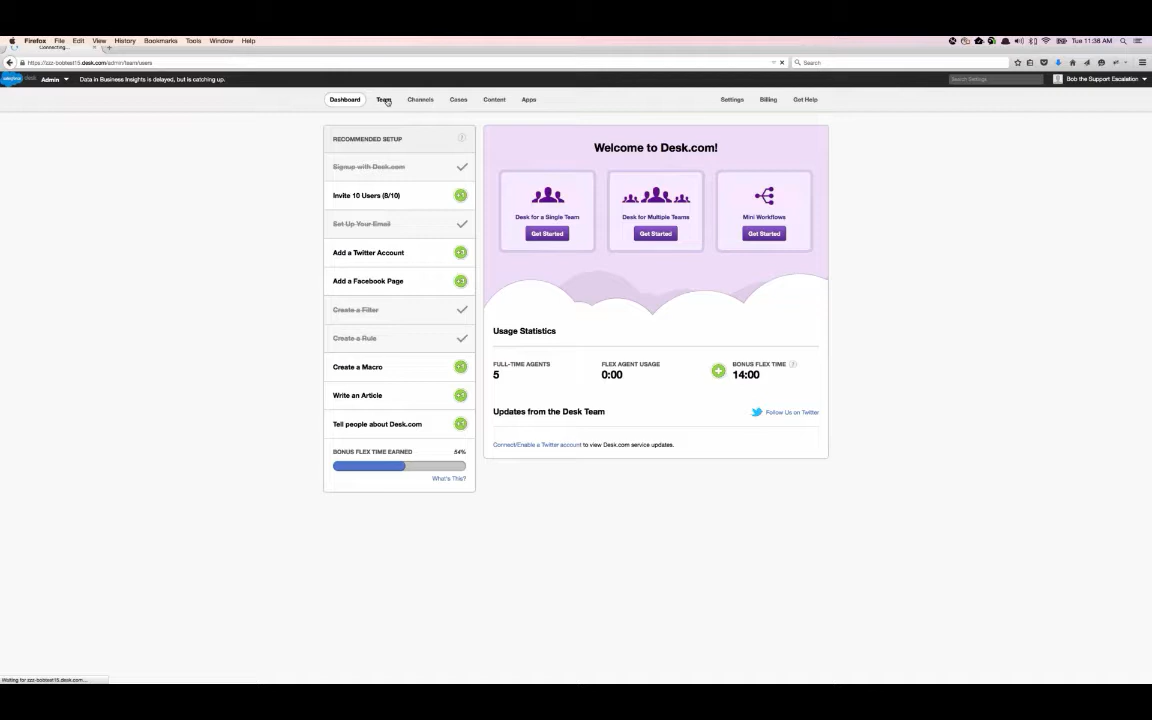 Firefox File Edit View History Bookmarks Tools Window Help Tue 11:38 AM
Connecting...
https://zzz-bobtest15.desk.com/admin/team/users Search
salesforce desk Admin Data in Business Insights is delayed, but is catching up. Search Settings Bob the Support Escalation
Dashboard Team Channels Cases Content Apps Settings Billing Get Help
RECOMMENDED SETUP ?
Signup with Desk.com
Invite 10 Users (8/10)
Set Up Your Email
Add a Twitter Account
Add a Facebook Page
Create a Filter
Create a Rule
Create a Macro
Write an Article
Tell people about Desk.com
BONUS FLEX TIME EARNED 54%
What's This?
Welcome to Desk.com!
Desk for a Single Team Desk for Multiple Teams Mini Workflows
Get Started Get Started Get Started
Usage Statistics
FULL-TIME AGENTS FLEX AGENT USAGE BONUS FLEX TIME ?
5 0:00 14:00
Updates from the Desk Team Follow Us on Twitter
Connect/Enable a Twitter account to view Desk.com service updates.
Waiting for zzz-bobtest15.desk.com...